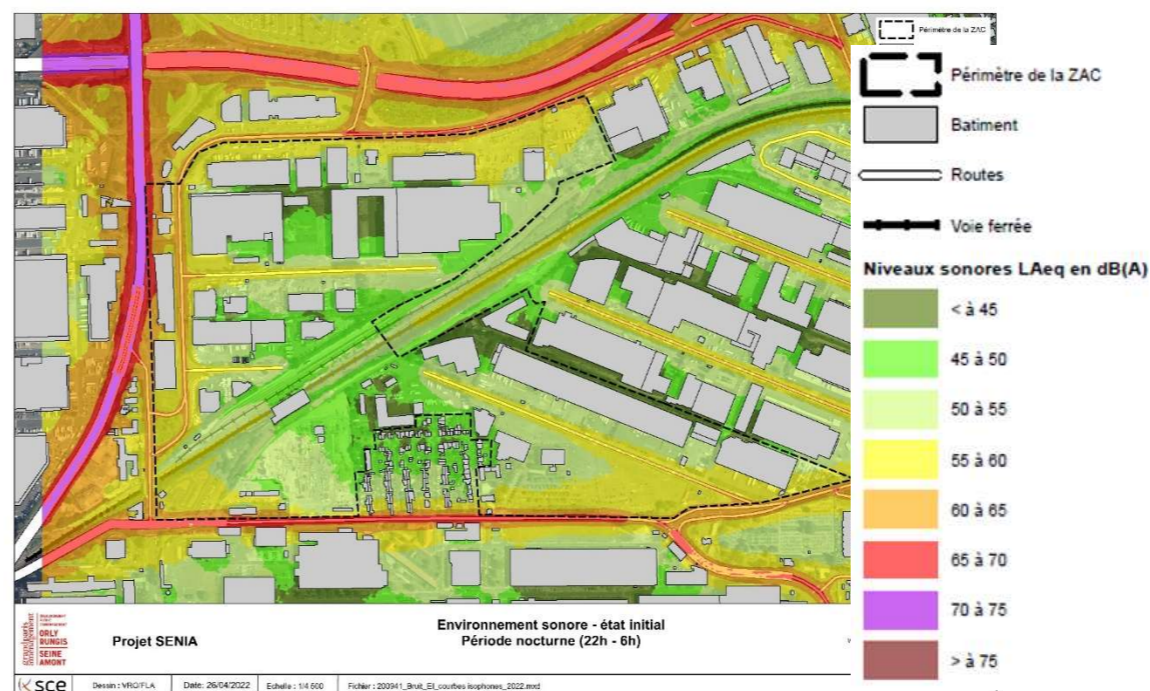 Périmètre de la ZAC
Périmètre de la ZAC
Batiment
Routes
Voie ferrée
Niveaux sonores LAeq en dB(A)
< à 45
45 à 50
50 à 55
55 à 60
60 à 65
65 à 70
70 à 75
> à 75
grandparis
aménagement
ORLY
RUNGIS
SEINE
AMONT
Projet SENIA
Environnement sonore - état initial
Période nocturne (22h - 6h)
sce
Dessin : VRO/FLA
Date: 26/04/2022
Echelle : 1/4 500
Fichier : 200941_Bruit_EI_courbes isophones_2022.mxd